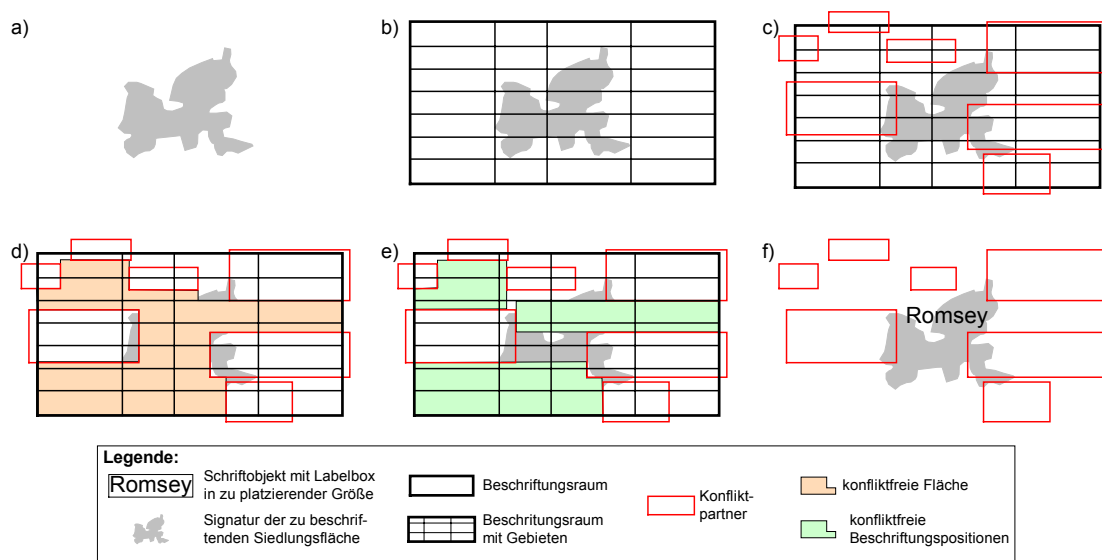 a)
b)
c)
d)
e)
f)
Romsey
Legende:
Romsey
Schriftobjekt mit Labelbox
in zu platzierender Größe
Signatur der zu beschrif-
tenden Siedlungsfläche
Beschriftungsraum
Beschritungsraum
mit Gebieten
Konflikt-
partner
konfliktfreie Fläche
konfliktfreie
Beschriftungspositionen